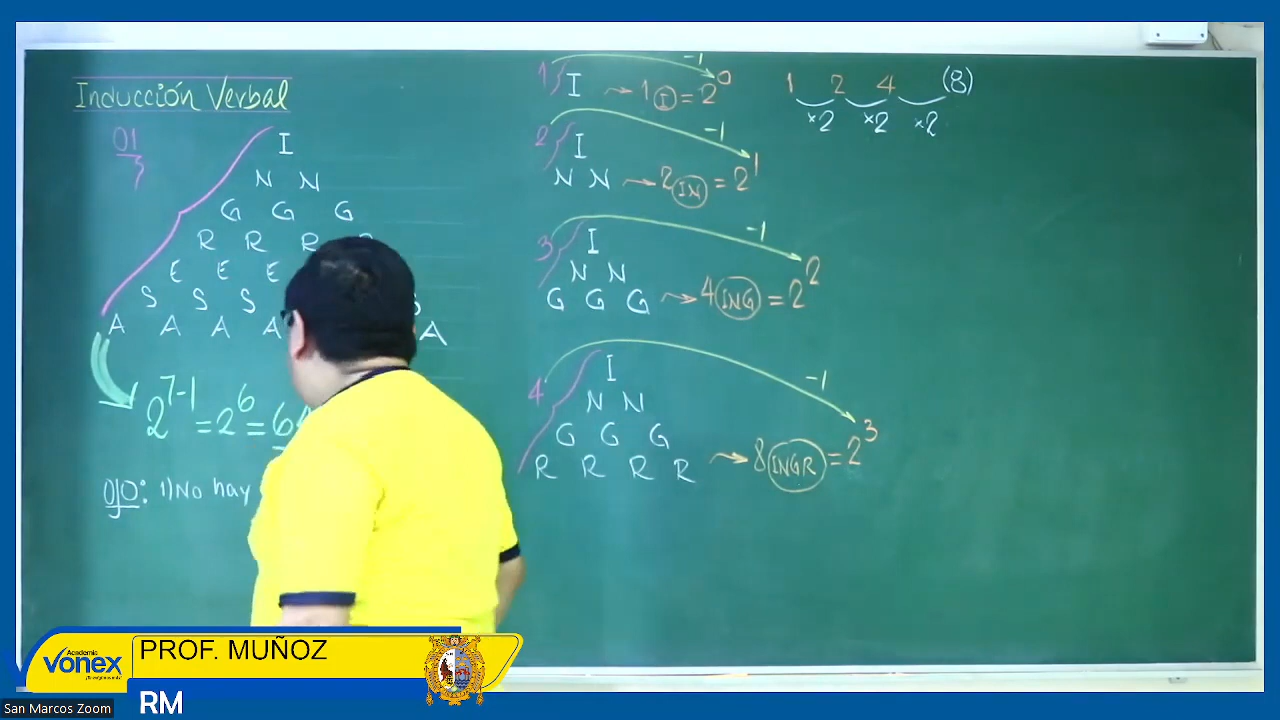 Inducción Verbal
01
I
N N
G G G
R R R
E E E
S S S S
A A A A A
2^7-1 = 2^6 = 64
OJO: 1) No hay
1 I → 1 I = 2^0
-1
2 I
N N → 2 IN = 2^1
-1
3 I
N N
G G G → 4 ING = 2^2
-1
4 I
N N
G G G
R R R R → 8 INGR = 2^3
-1
1 2 4 (8)
×2 ×2 ×2
Academia
vonex
PROF. MUÑOZ
RM
San Marcos Zoom